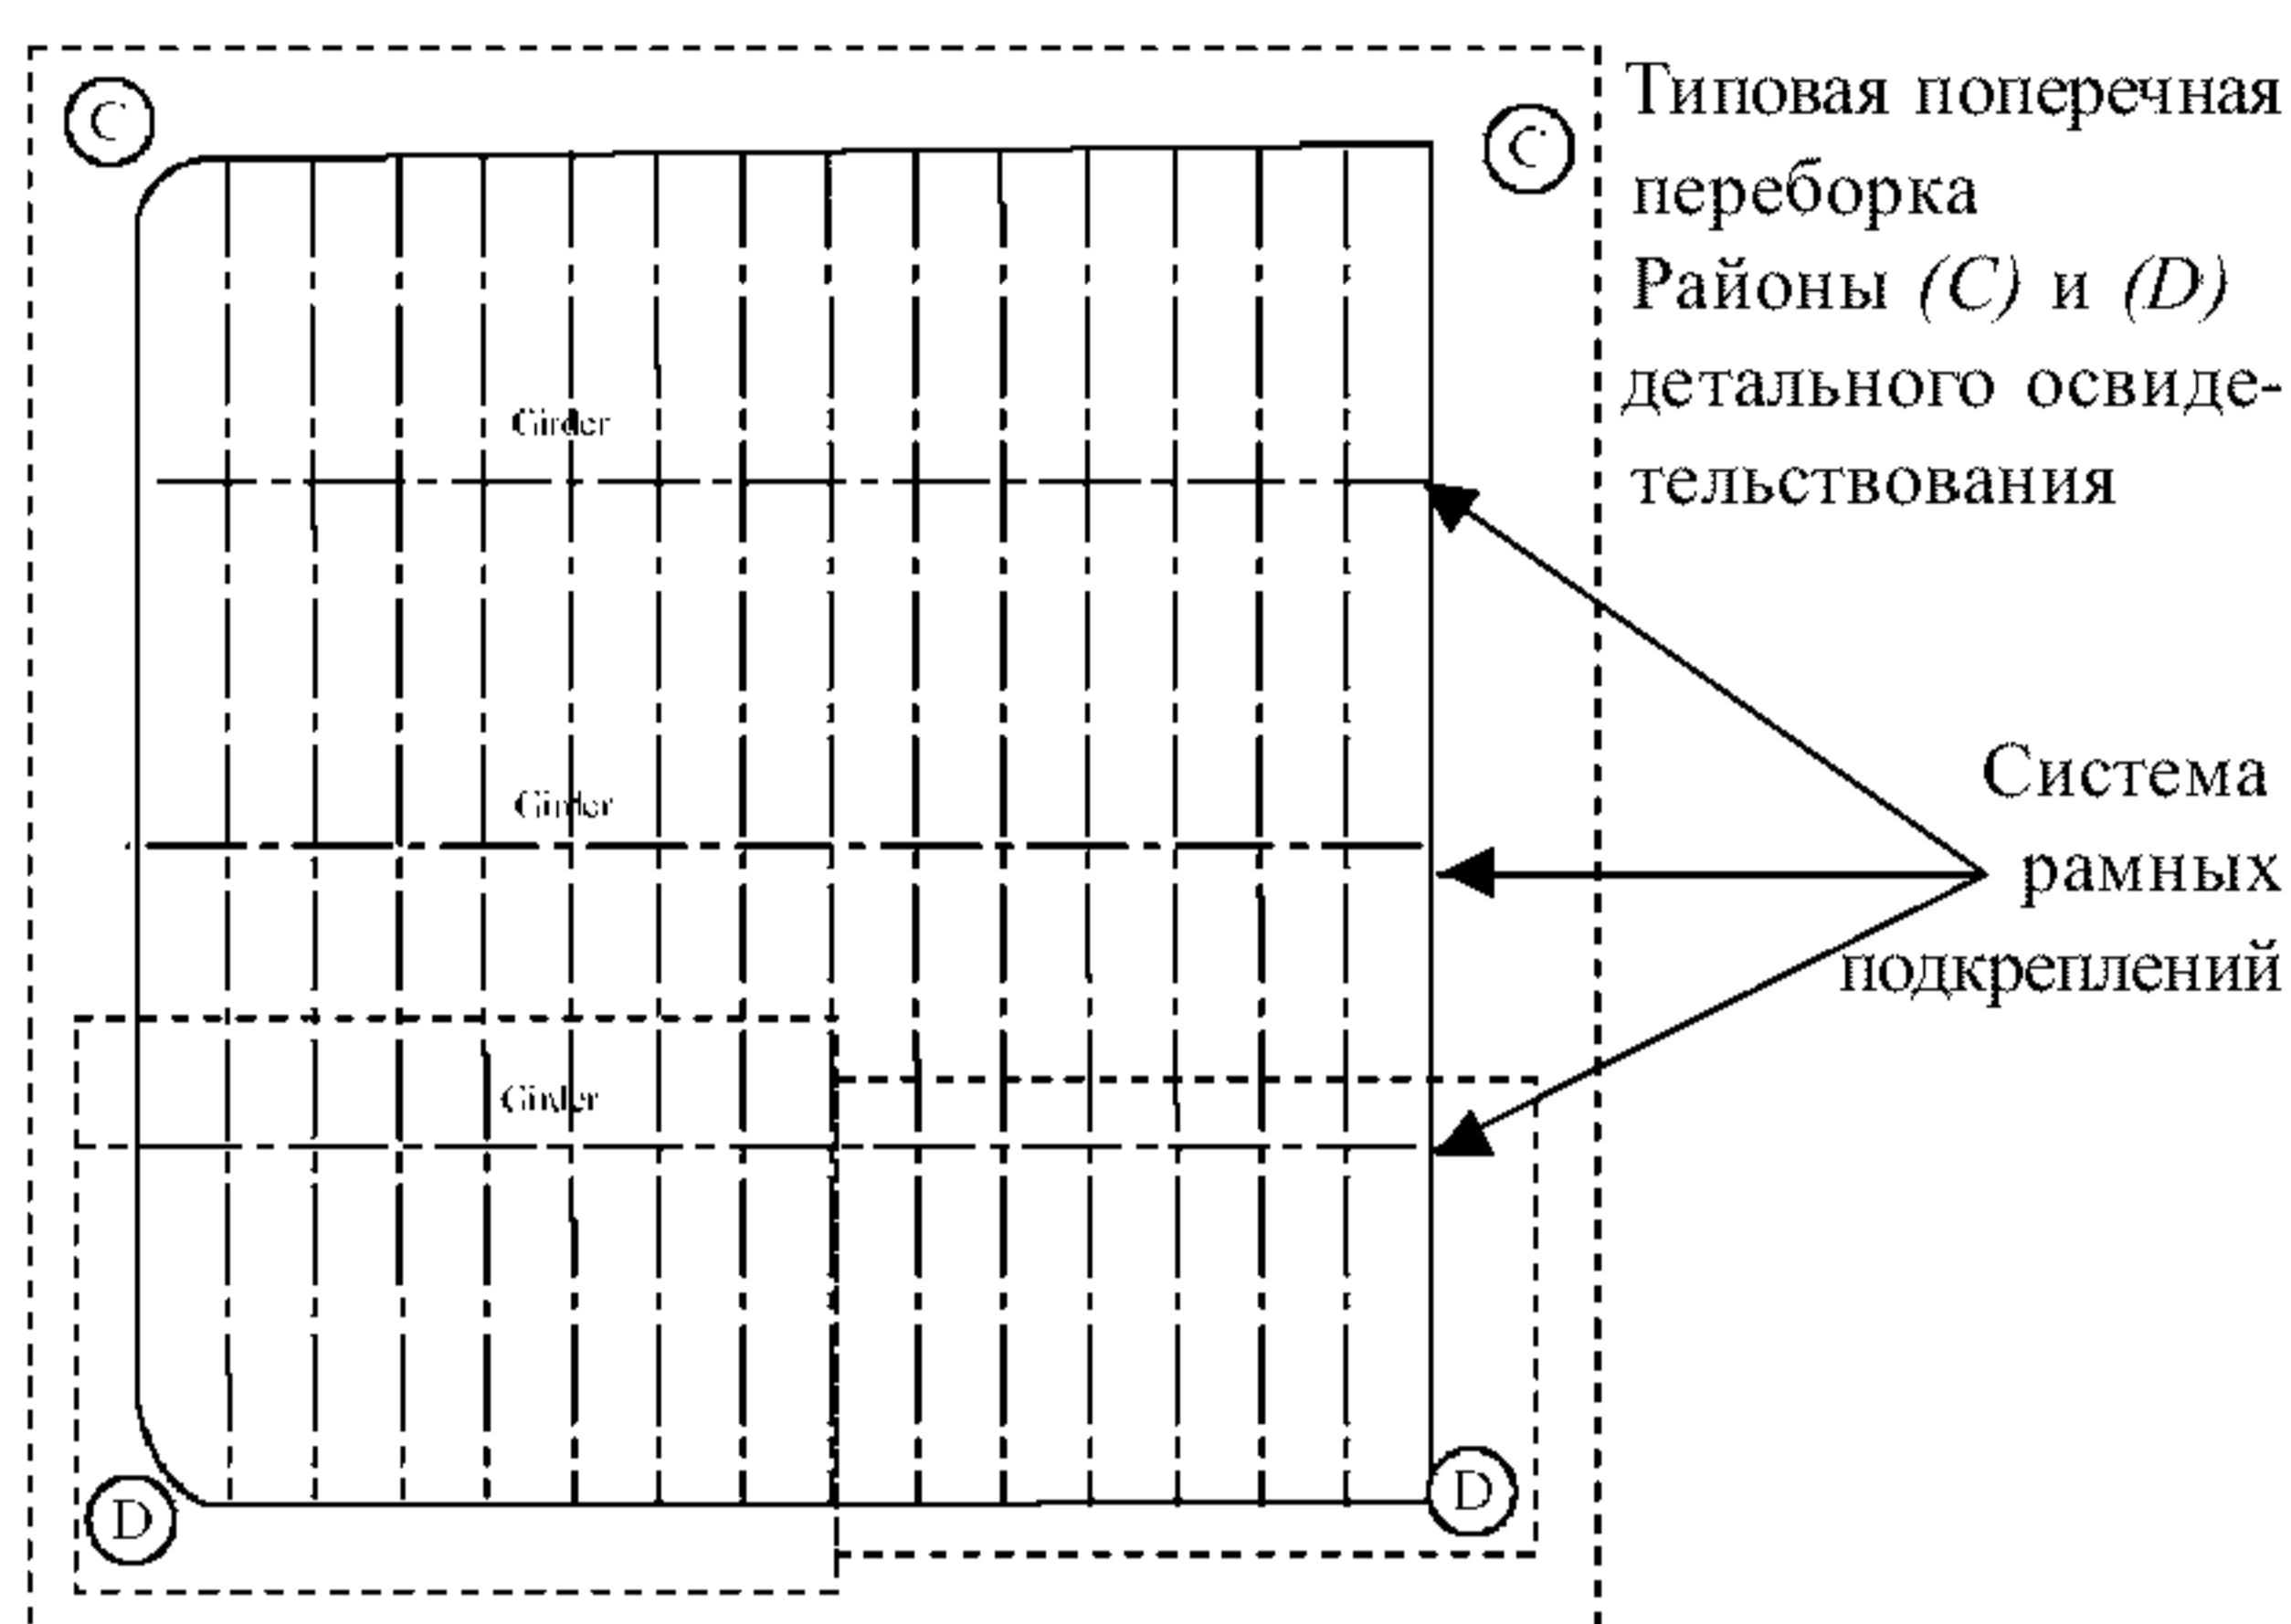 C
C
Типовая поперечная
переборка
Районы (C) и (D)
детального освиде-
тельствования
Girder
Система
рамных
подкреплений
Girder
Girder
D
D